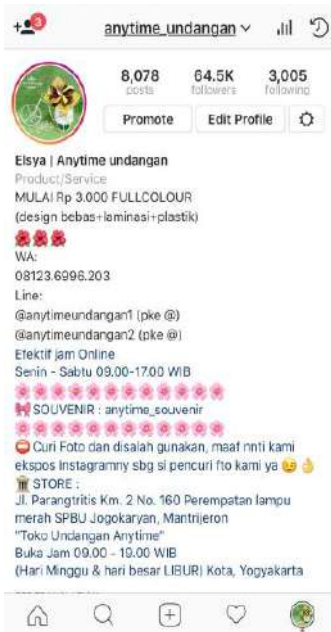 3
anytime_undangan
8,078 64.5K 3,005
posts followers following
Promote Edit Profile
Elsya | Anytime undangan
Product/Service
MULAI Rp 3.000 FULLCOLOUR
(design bebas+laminasi+plastik)
🌺🌺🌺
WA:
08123.6996.203
Line:
@anytimeundangan1 (pke @)
@anytimeundangan2 (pke @)
Efektif jam Online
Senin - Sabtu 09.00-17.00 WIB
🌸🌸🌸🌸🌸🌸🌸🌸🌸🌸🌸
🎀SOUVENIR : anytime_souvenir
🌸🌸🌸🌸🌸🌸🌸🌸🌸🌸🌸
⛔ Curi Foto dan disalah gunakan, maaf nnti kami
ekspos Instagramny sbg si pencuri fto kami ya 😉👌
🏛 STORE :
Jl. Parangtritis Km. 2 No. 160 Perempatan lampu
merah SPBU Jogokaryan, Mantrijeron
"Toko Undangan Anytime"
Buka Jam 09.00 - 19.00 WIB
(Hari Minggu & hari besar LIBUR) Kota, Yogyakarta